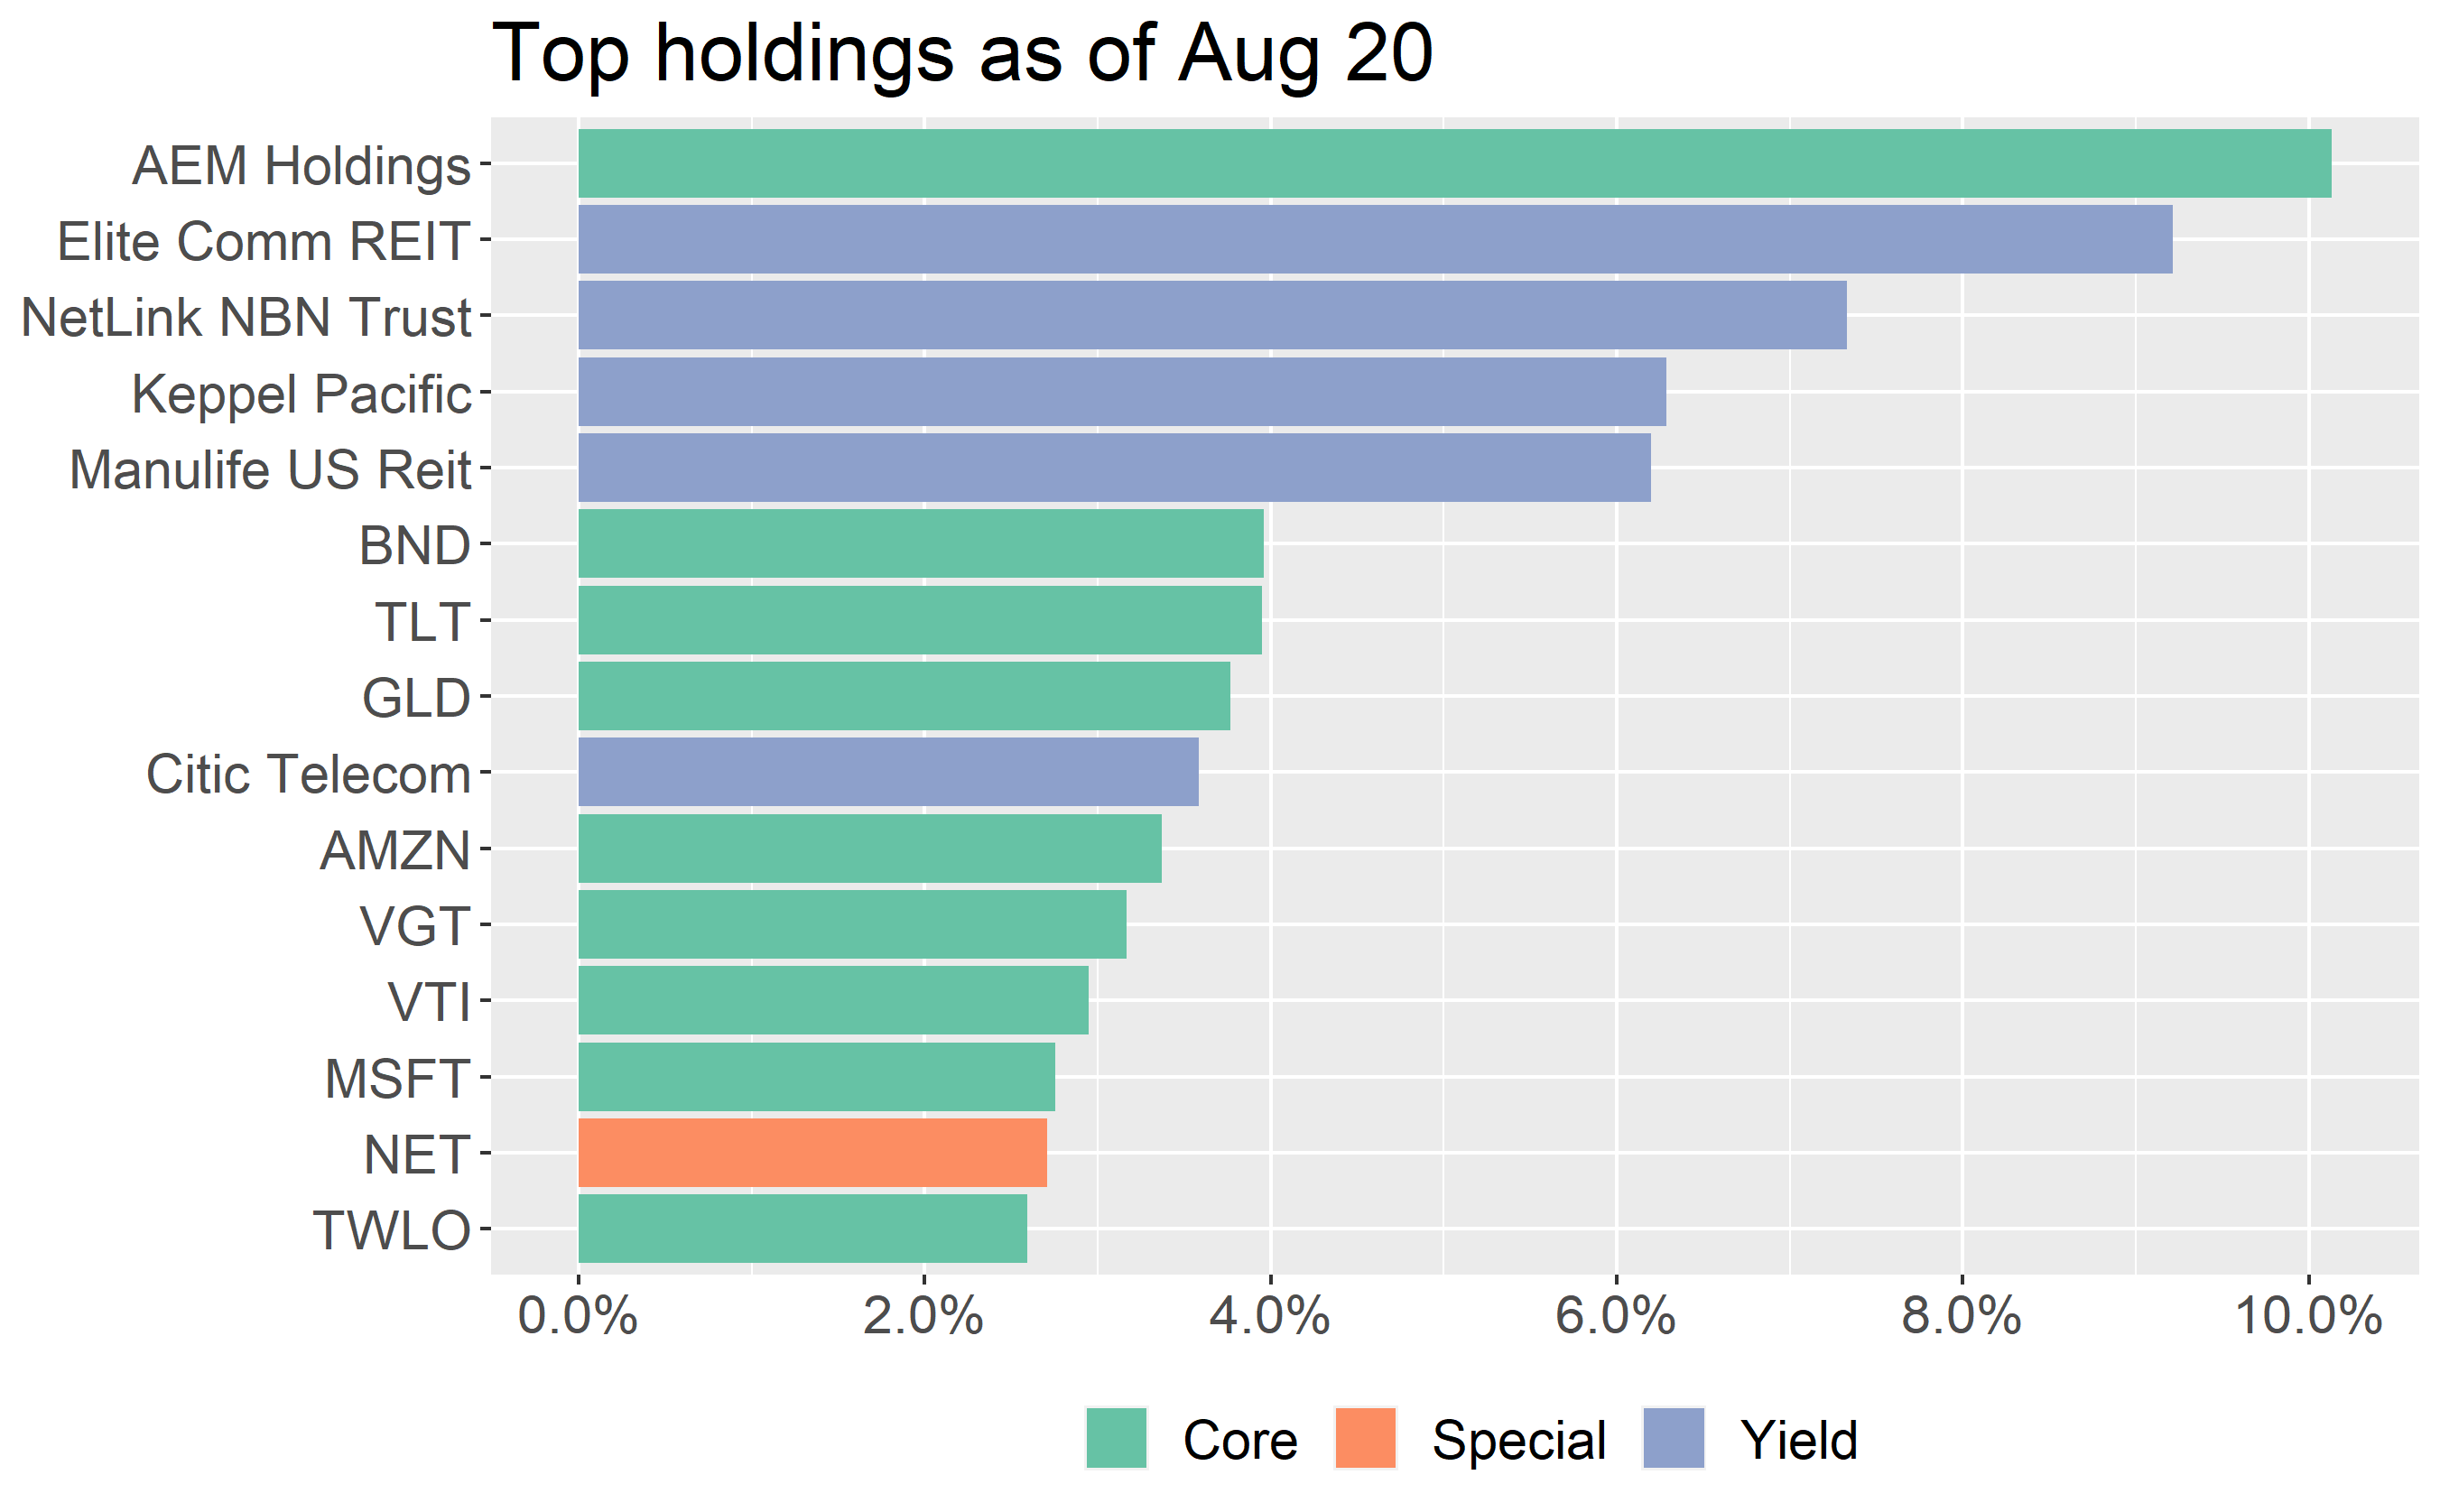 Top holdings as of Aug 20
AEM Holdings
Elite Comm REIT
NetLink NBN Trust
Keppel Pacific
Manulife US Reit
BND
TLT
GLD
Citic Telecom
AMZN
VGT
VTI
MSFT
NET
TWLO
0.0% 2.0% 4.0% 6.0% 8.0% 10.0%
Core Special Yield